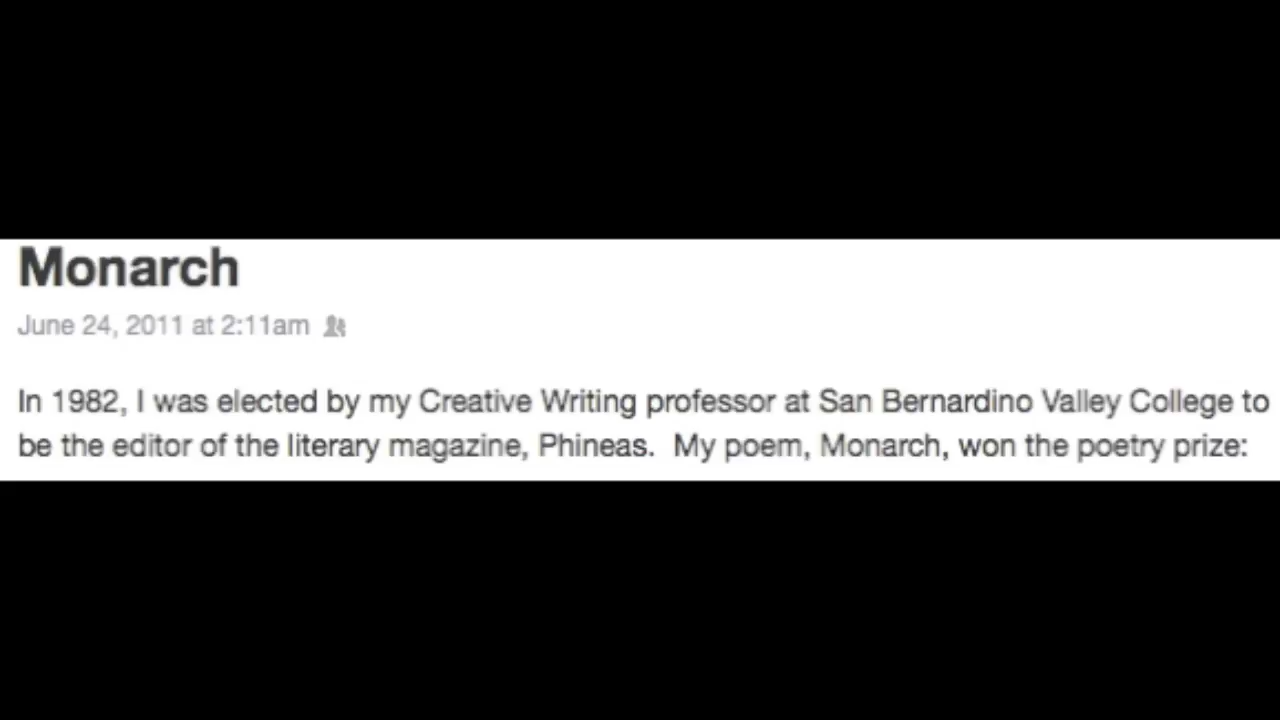 Monarch
June 24, 2011 at 2:11am
In 1982, I was elected by my Creative Writing professor at San Bernardino Valley College to
be the editor of the literary magazine, Phineas.  My poem, Monarch, won the poetry prize: